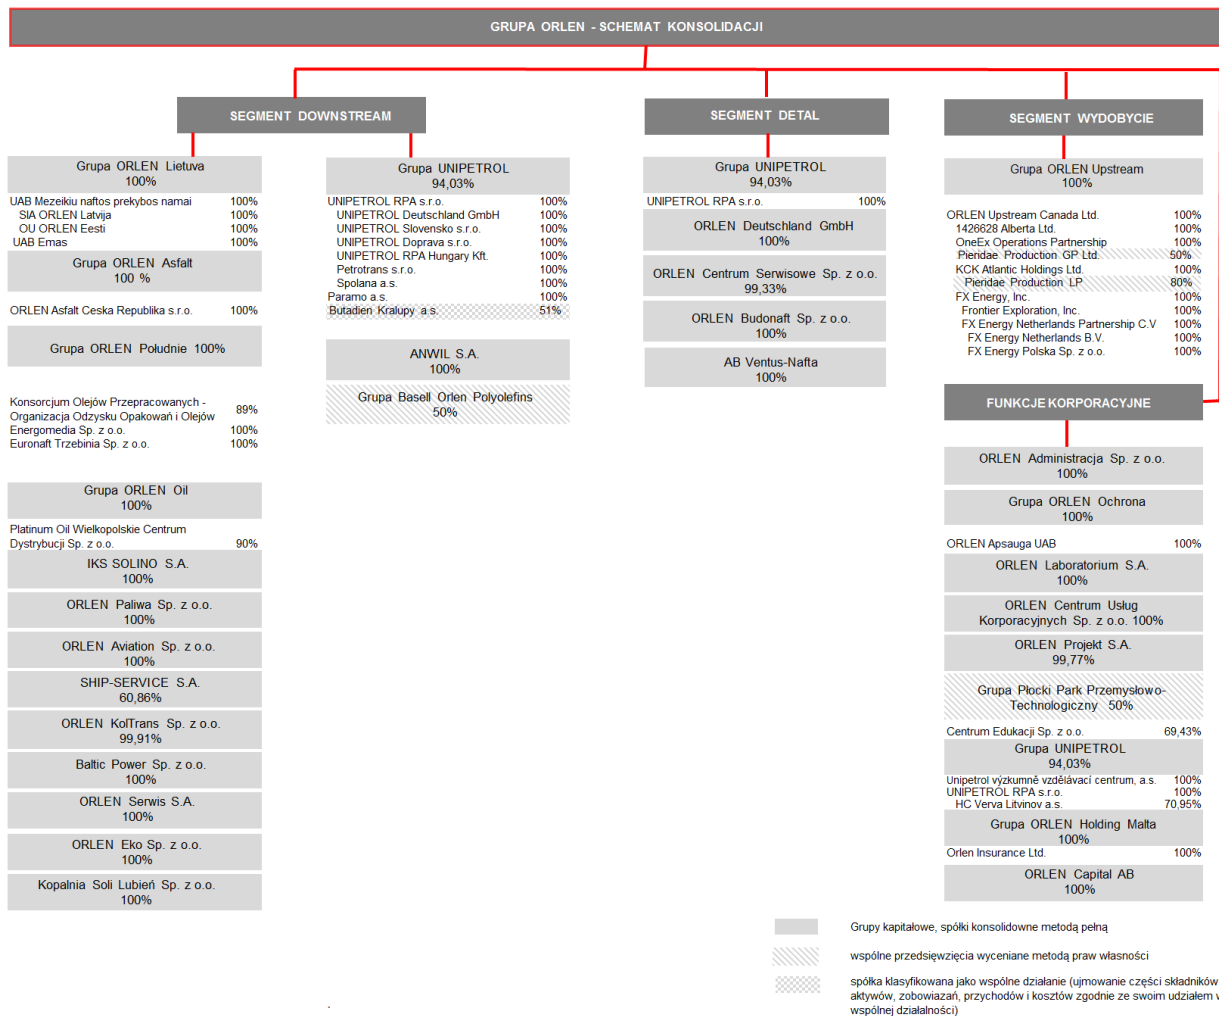 GRUPA ORLEN - SCHEMAT KONSOLIDACJI
SEGMENT DOWNSTREAM
Grupa ORLEN Lietuva
100%
UAB Mezeikiu naftos prekybos namai 100%
SIA ORLEN Latvija 100%
OU ORLEN Eesti 100%
UAB Emas 100%
Grupa ORLEN Asfalt
100 %
ORLEN Asfalt Ceska Republika s.r.o. 100%
Grupa ORLEN Południe 100%
Konsorcjum Olejów Przepracowanych -
Organizacja Odzysku Opakowań i Olejów 89%
Energomedia Sp. z o.o. 100%
Euronaft Trzebinia Sp. z o.o. 100%
Grupa ORLEN Oil
100%
Platinum Oil Wielkopolskie Centrum
Dystrybucji Sp. z o.o. 90%
IKS SOLINO S.A.
100%
ORLEN Paliwa Sp. z o.o.
100%
ORLEN Aviation Sp. z o.o.
100%
SHIP-SERVICE S.A.
60,86%
ORLEN KolTrans Sp. z o.o.
99,91%
Baltic Power Sp. z o.o.
100%
ORLEN Serwis S.A.
100%
ORLEN Eko Sp. z o.o.
100%
Kopalnia Soli Lubień Sp. z o.o.
100%
Grupa UNIPETROL
94,03%
UNIPETROL RPA s.r.o. 100%
UNIPETROL Deutschland GmbH 100%
UNIPETROL Slovensko s.r.o. 100%
UNIPETROL Doprava s.r.o. 100%
UNIPETROL RPA Hungary Kft. 100%
Petrotrans s.r.o. 100%
Spolana a.s. 100%
Paramo a.s. 100%
Butadien Kralupy a.s. 51%
ANWIL S.A.
100%
Grupa Basell Orlen Polyolefins
50%
SEGMENT DETAL
Grupa UNIPETROL
94,03%
UNIPETROL RPA s.r.o. 100%
ORLEN Deutschland GmbH
100%
ORLEN Centrum Serwisowe Sp. z o.o.
99,33%
ORLEN Budonaft Sp. z o.o.
100%
AB Ventus-Nafta
100%
SEGMENT WYDOBYCIE
Grupa ORLEN Upstream
100%
ORLEN Upstream Canada Ltd. 100%
1426628 Alberta Ltd. 100%
OneEx Operations Partnership 100%
Pieridae Production GP Ltd. 50%
KCK Atlantic Holdings Ltd. 100%
Pieridae Production LP 80%
FX Energy, Inc. 100%
Frontier Exploration, Inc. 100%
FX Energy Netherlands Partnership C.V 100%
FX Energy Netherlands B.V. 100%
FX Energy Polska Sp. z o.o. 100%
FUNKCJE KORPORACYJNE
ORLEN Administracja Sp. z o.o.
100%
Grupa ORLEN Ochrona
100%
ORLEN Apsauga UAB 100%
ORLEN Laboratorium S.A.
100%
ORLEN Centrum Usług
Korporacyjnych Sp. z o.o. 100%
ORLEN Projekt S.A.
99,77%
Grupa Płocki Park Przemysłowo-
Technologiczny 50%
Centrum Edukacji Sp. z o.o. 69,43%
Grupa UNIPETROL
94,03%
Unipetrol výzkumně vzdělávací centrum, a.s. 100%
UNIPETROL RPA s.r.o. 100%
HC Verva Litvinov a.s. 70,95%
Grupa ORLEN Holding Malta
100%
Orlen Insurance Ltd. 100%
ORLEN Capital AB
100%
Grupy kapitałowe, spółki konsolidowne metodą pełną
wspólne przedsięwzięcia wyceniane metodą praw własności
spółka klasyfikowana jako wspólne działanie (ujmowanie części składników
aktywów, zobowiazań, przychodów i kosztów zgodnie ze swoim udziałem w
wspólnej działalności)